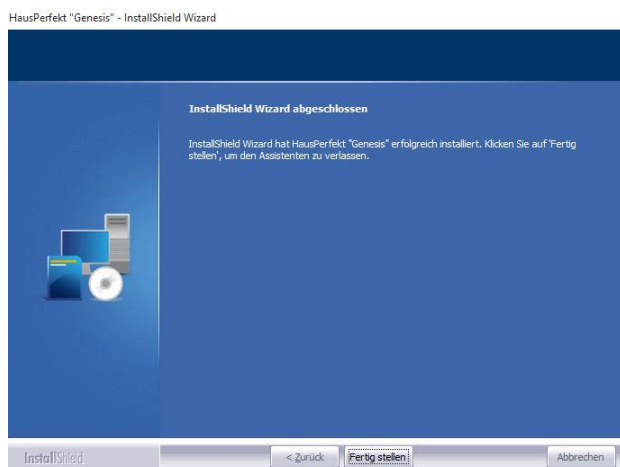 HausPerfekt "Genesis" - InstallShield Wizard
InstallShield Wizard abgeschlossen
InstallShield Wizard hat HausPerfekt "Genesis" erfolgreich installiert. Klicken Sie auf 'Fertig
stellen', um den Assistenten zu verlassen.
InstallShield
< Zurück
Fertig stellen
Abbrechen